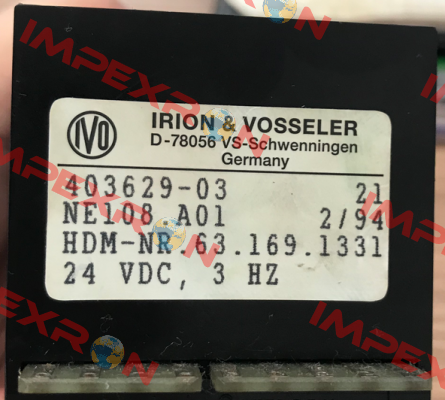 IVO
IRION & VOSSELER
D-78056 VS-Schwenningen
Germany
403629-03 21
NE108 A01 2/94
HDM-NR 63.169.1331
24 VDC, 3 HZ
IMPEXRON